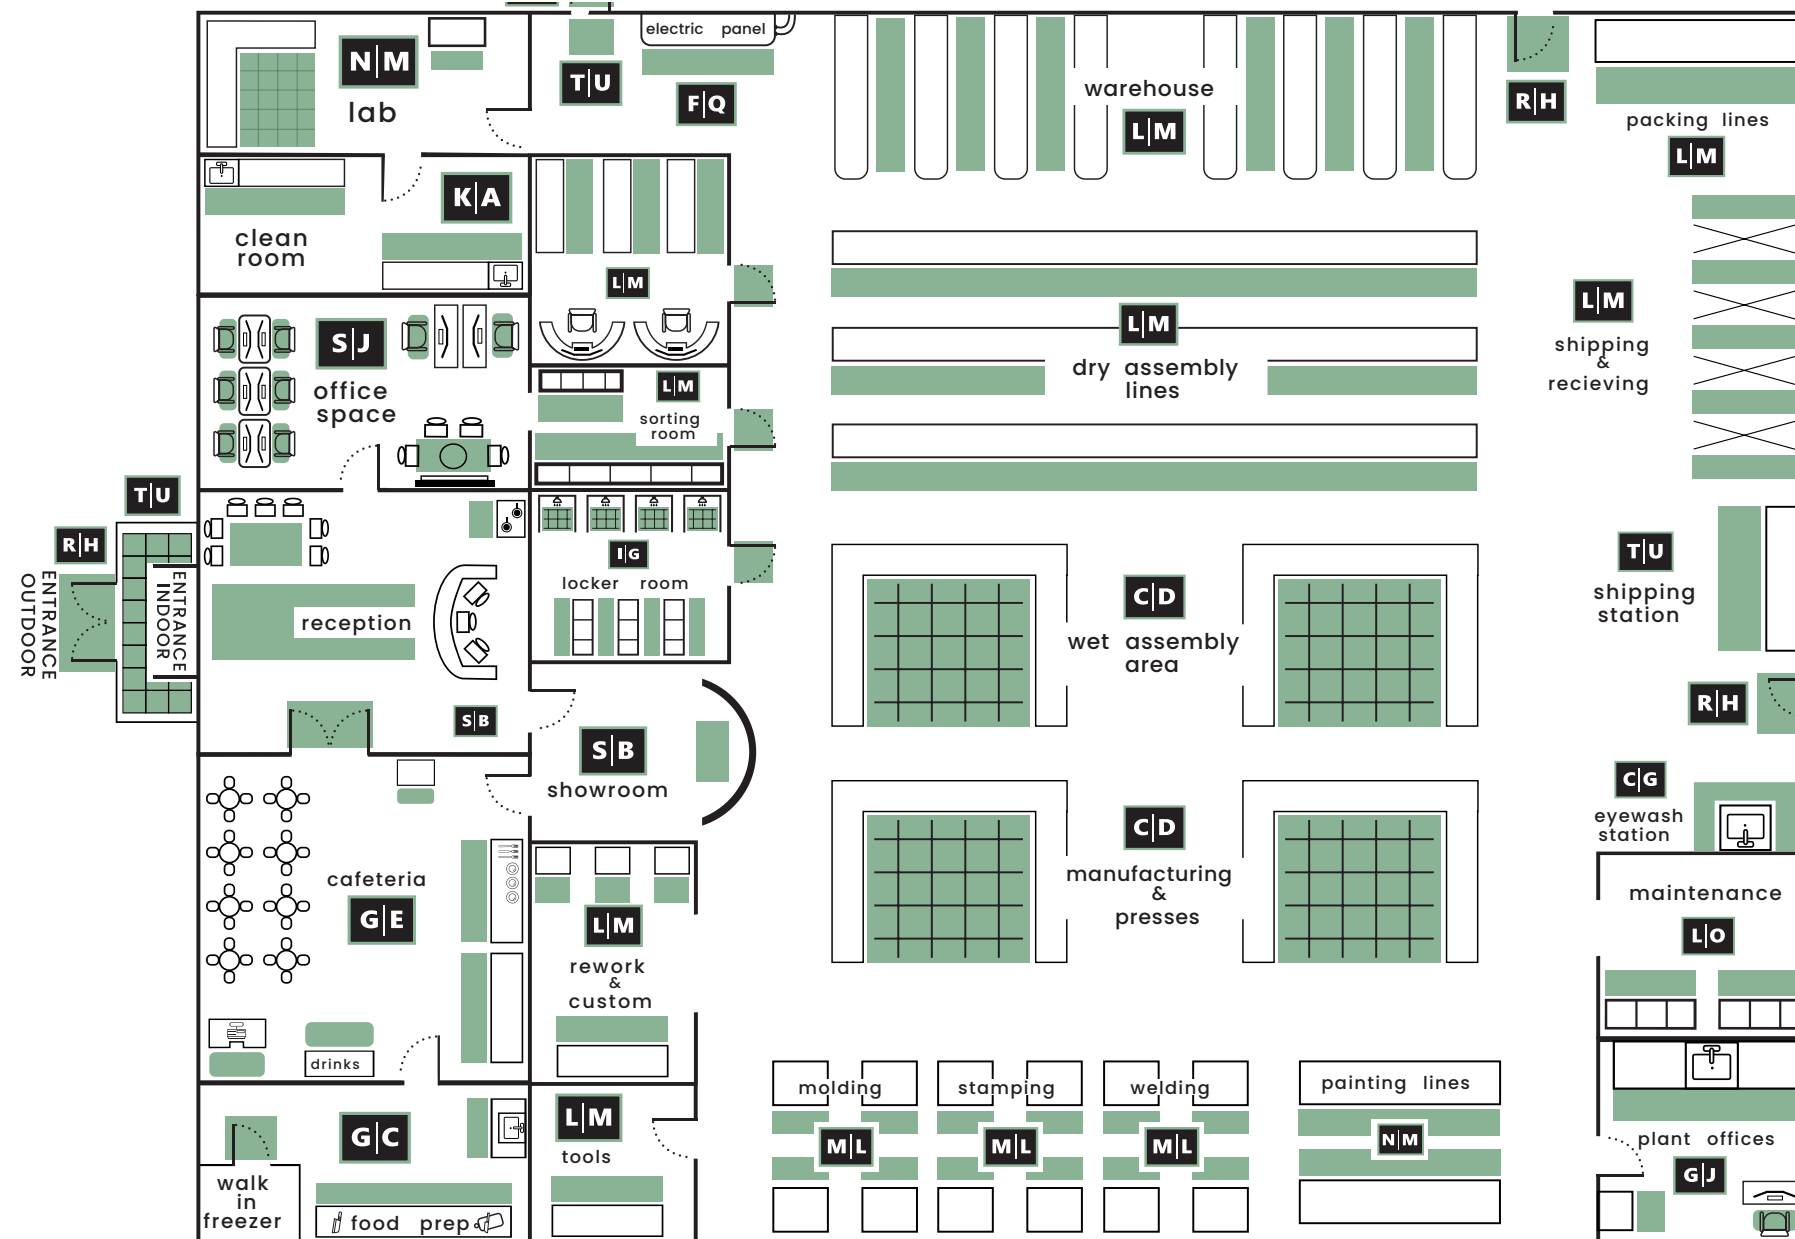 N|M
lab
T|U
electric panel
F|Q
warehouse
L|M
R|H
packing lines
L|M
K|A
clean
room
L|M
S|J
office
space
L|M
sorting
room
L|M
dry assembly
lines
L|M
shipping
&
recieving
T|U
R|H
ENTRANCE
OUTDOOR
ENTRANCE
INDOOR
reception
I|G
locker room
C|D
wet assembly
area
T|U
shipping
station
R|H
S|B
S|B
showroom
C|G
eyewash
station
cafeteria
G|E
C|D
manufacturing
&
presses
maintenance
L|O
L|M
rework
&
custom
drinks
molding
M|L
stamping
M|L
welding
M|L
painting lines
N|M
plant offices
G|J
G|C
L|M
tools
walk
in
freezer
food prep